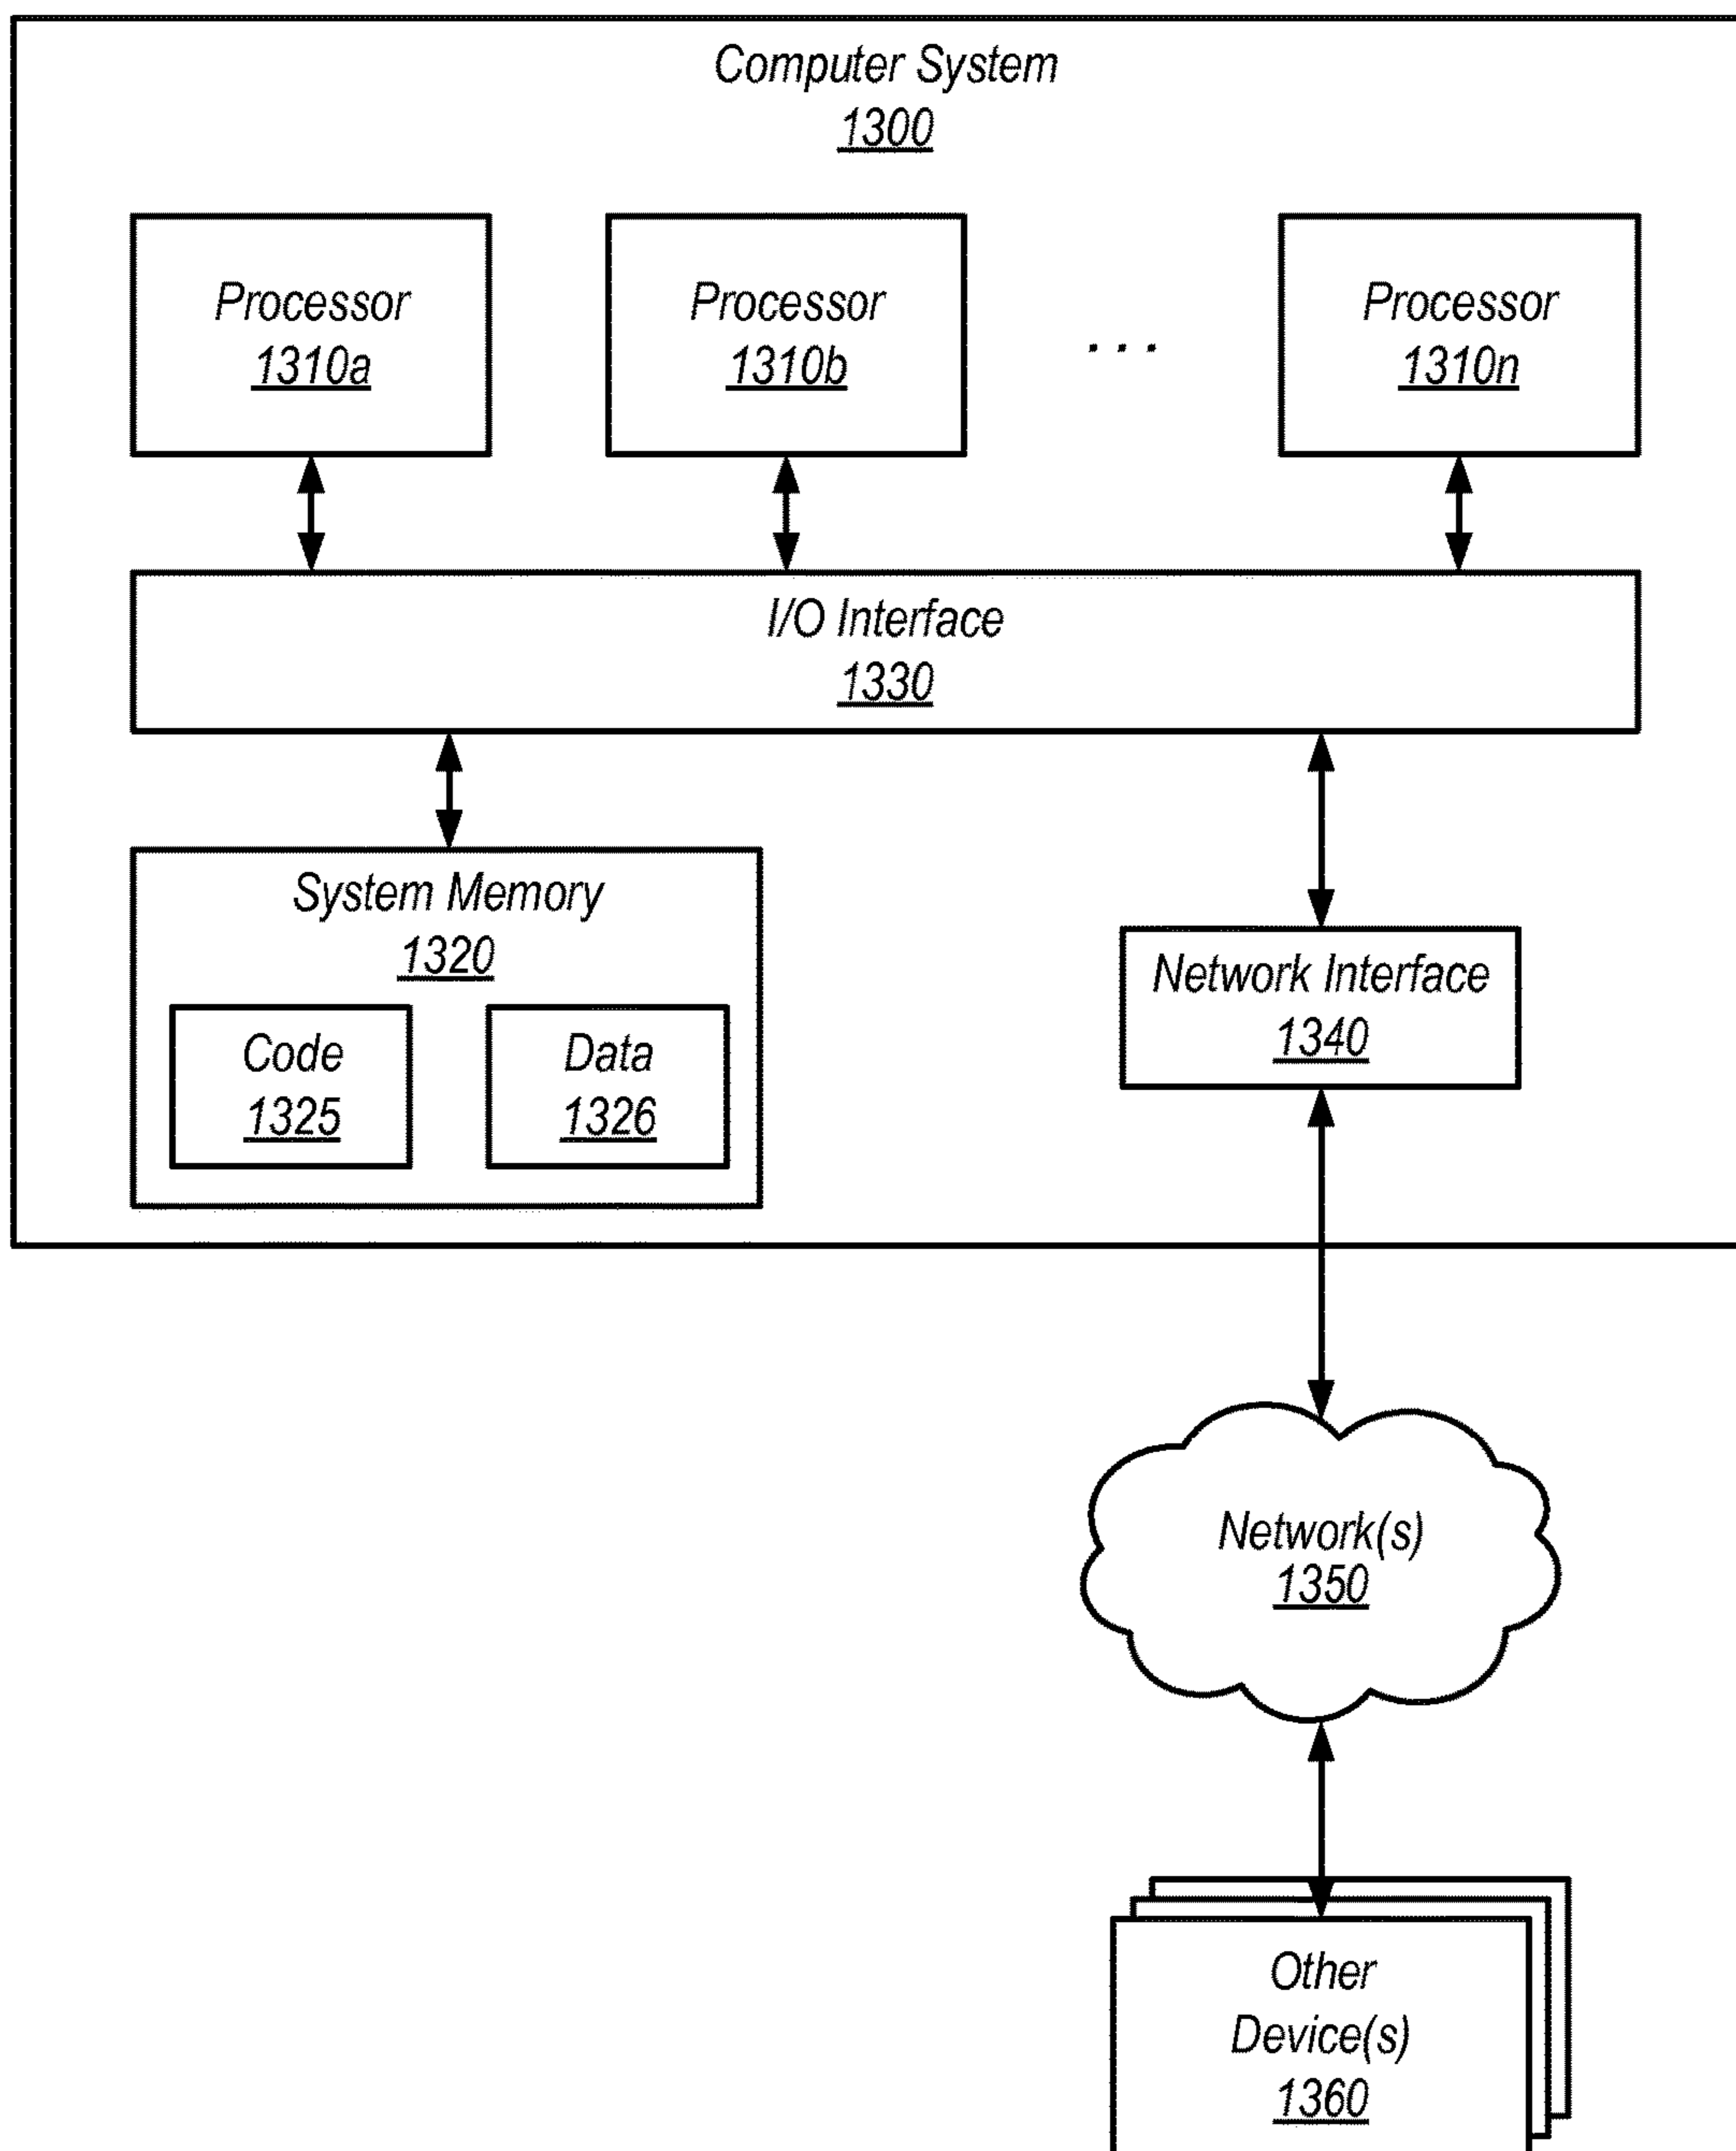 Computer System
1300
Processor
1310a
Processor
1310b
. . .
Processor
1310n
I/O Interface
1330
System Memory
1320
Code
1325
Data
1326
Network Interface
1340
Network(s)
1350
Other
Device(s)
1360